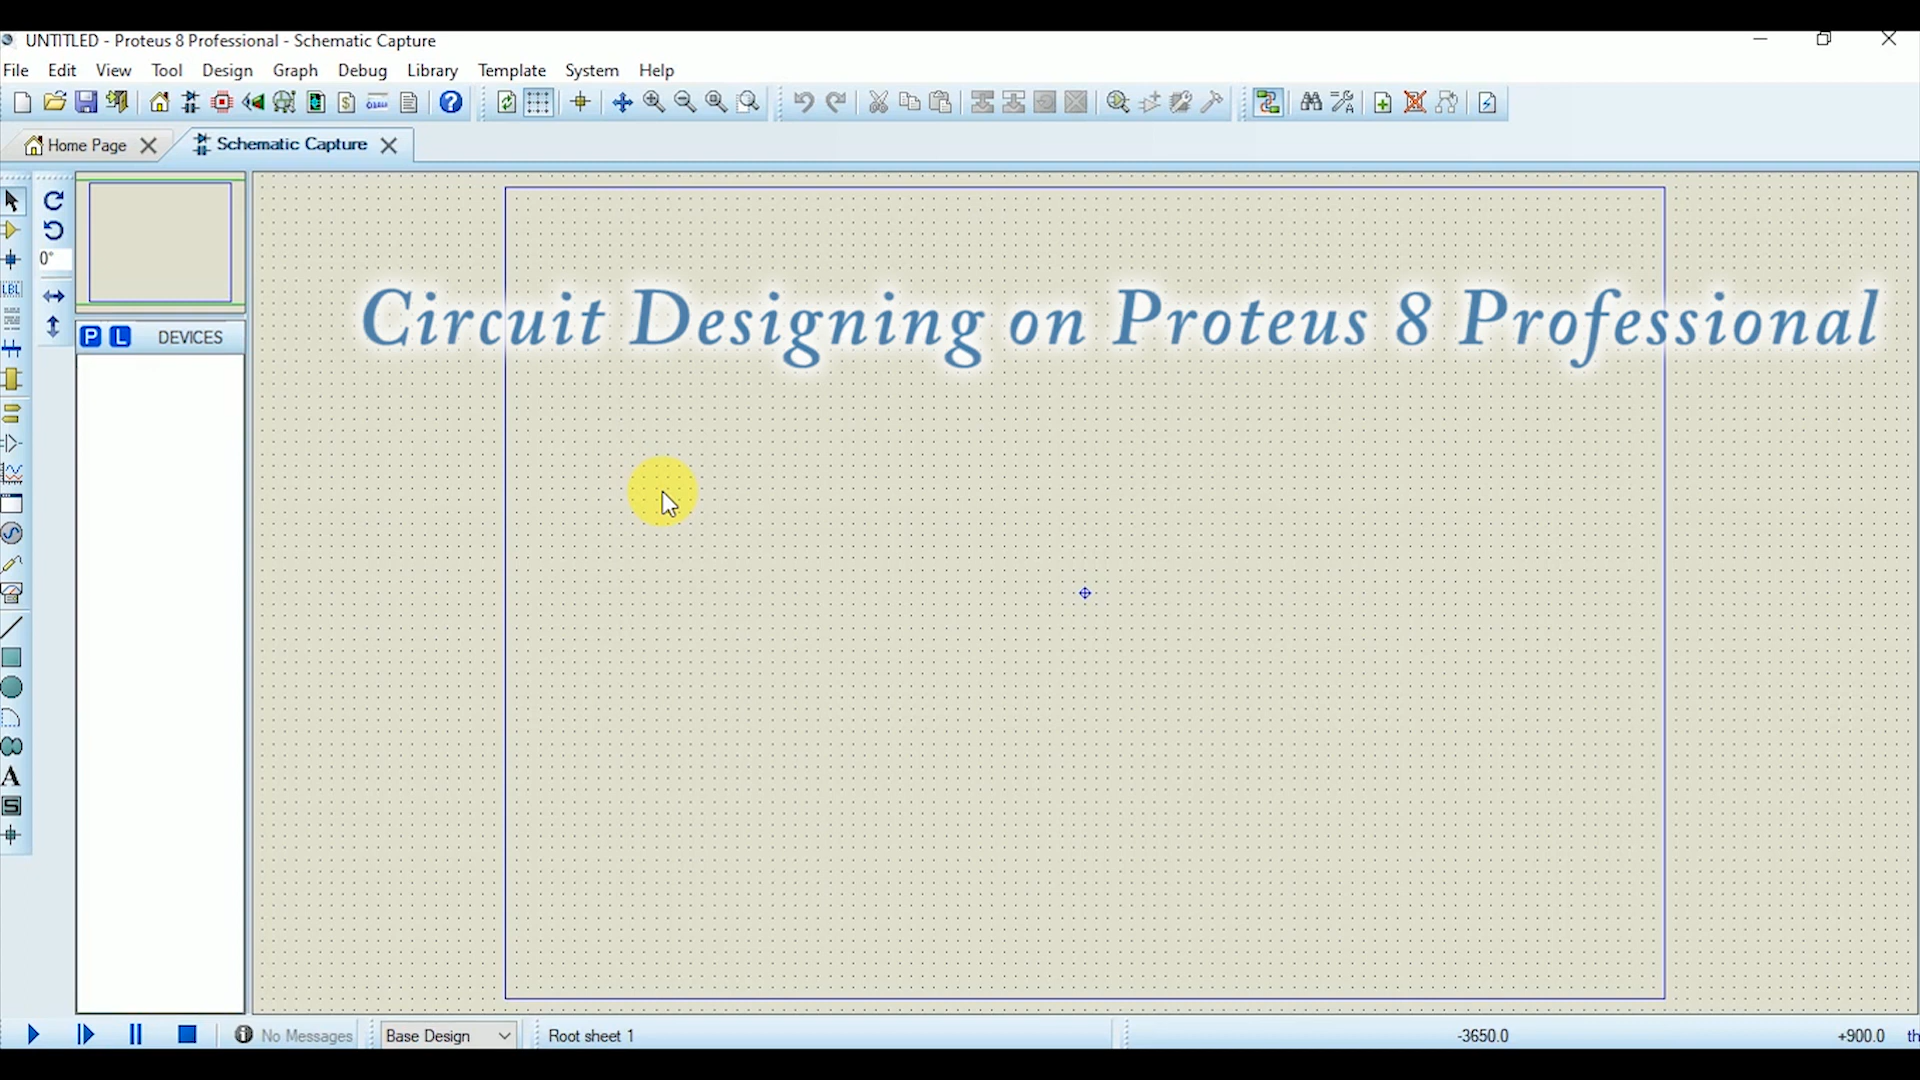 UNTITLED - Proteus 8 Professional - Schematic Capture
File Edit View Tool Design Graph Debug Library Template System Help
Home Page Schematic Capture
0°
LBL
P L DEVICES
Circuit Designing on Proteus 8 Professional
A
S
No Messages Base Design Root sheet 1 -3650.0 +900.0 th